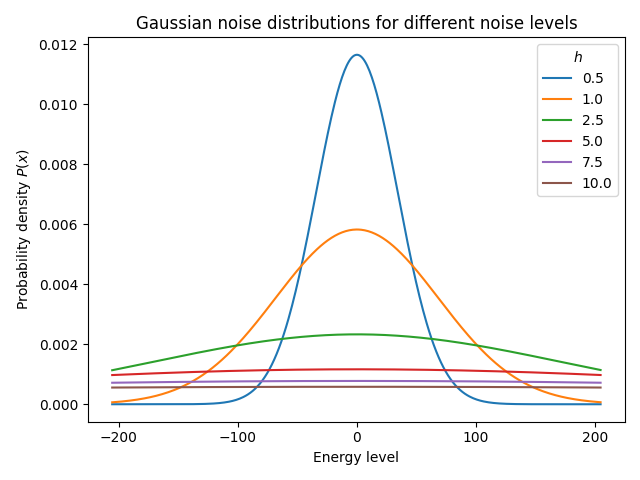 Gaussian noise distributions for different noise levels
Probability density P(x)
0.012
0.010
0.008
0.006
0.004
0.002
0.000
h
0.5
1.0
2.5
5.0
7.5
10.0
−200 −100 0 100 200
Energy level